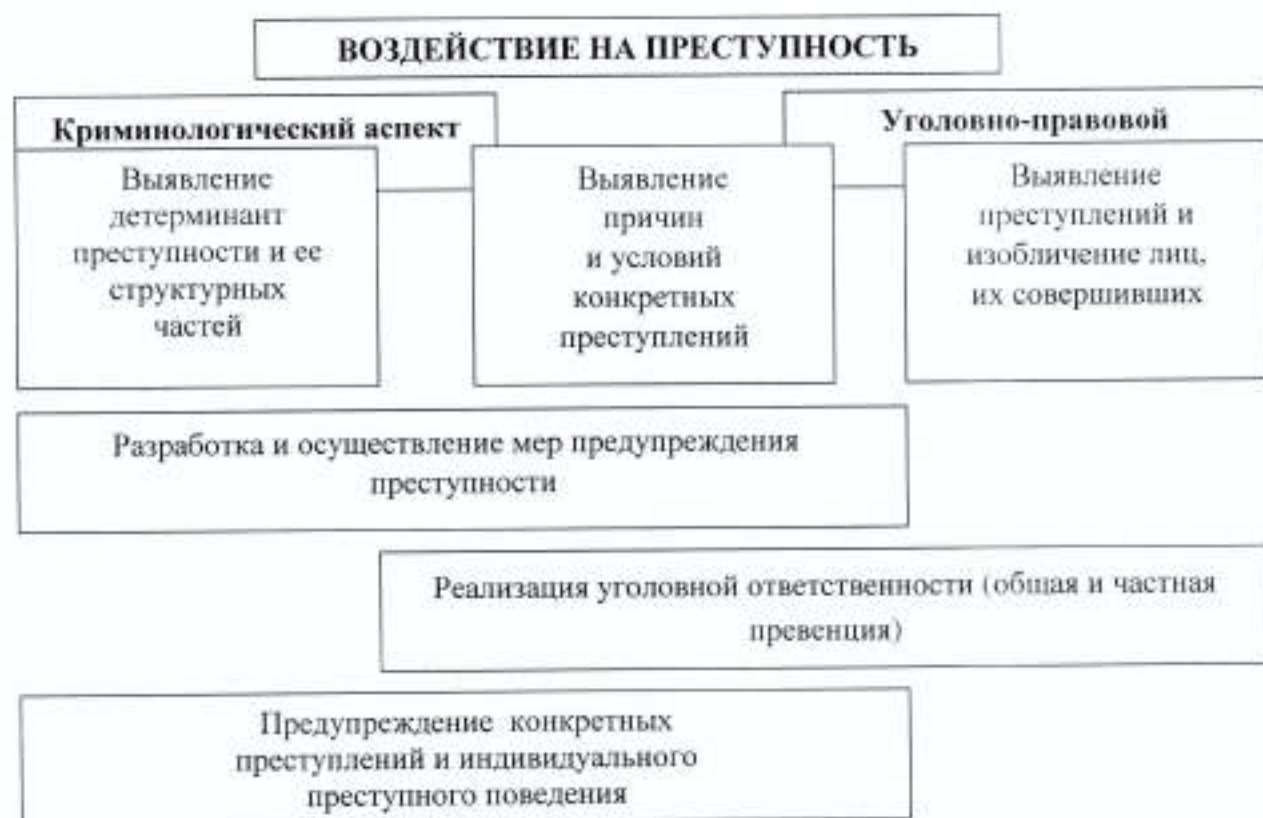 ВОЗДЕЙСТВИЕ НА ПРЕСТУПНОСТЬ
Криминологический аспект
Уголовно-правовой
Выявление
детерминант
преступности и ее
структурных
частей
Выявление
причин
и условий
конкретных
преступлений
Выявление
преступлений и
изобличение лиц,
их совершивших
Разработка и осуществление мер предупреждения
преступности
Реализация уголовной ответственности (общая и частная
превенция)
Предупреждение конкретных
преступлений и индивидуального
преступного поведения